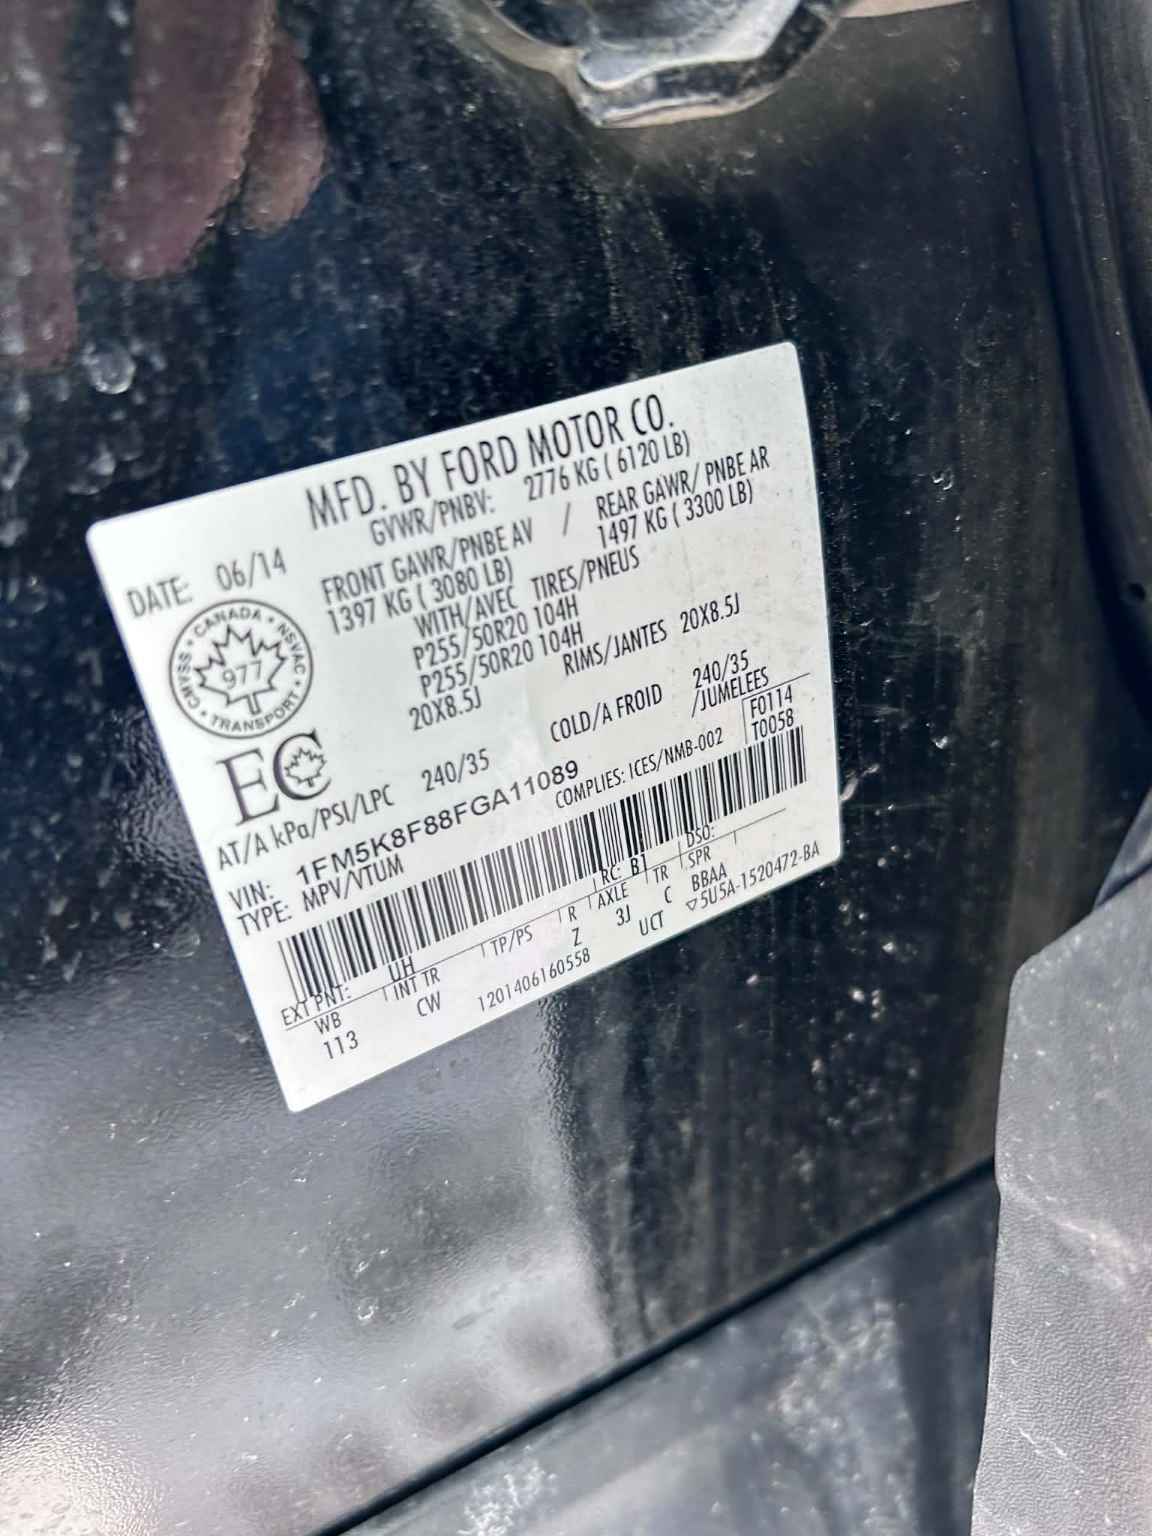 MFD. BY FORD MOTOR CO.
GVWR/PNBV: 2776 KG ( 6120 LB)
DATE: 06/14
FRONT GAWR/PNBE AV / REAR GAWR/ PNBE AR
1397 KG ( 3080 LB) 1497 KG ( 3300 LB)
WITH/AVEC TIRES/PNEUS
P255/50R20 104H
P255/50R20 104H
RIMS/JANTES 20X8.5J
20X8.5J
CANADA • NSVAC • TRANSPORT • CMVSS •
977
EC
COLD/A FROID 240/35
/JUMELEES
AT/A kPa/PSI/LPC 240/35
F0114
T0058
VIN: 1FM5K8F88FGA11089
COMPLIES: ICES/NMB-002
TYPE: MPV/VTUM
EXT PNT: UH RC: B1 DSO:
WB INT TR TP/PS R AXLE TR SPR
113 CW Z 3J C BBAA
1201406160558 UCT ▽5U5A-1520472-BA